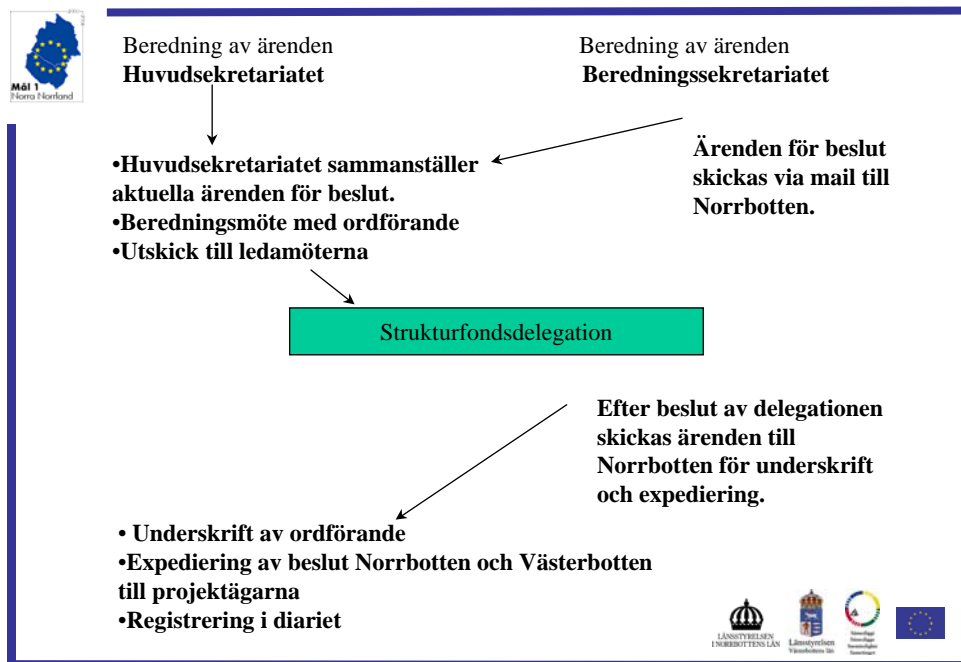 Mål 1
Norra Norrland
Beredning av ärenden
Huvudsekretariatet
Beredning av ärenden
Beredningssekretariatet
•Huvudsekretariatet sammanställer
aktuella ärenden för beslut.
•Beredningsmöte med ordförande
•Utskick till ledamöterna
Ärenden för beslut
skickas via mail till
Norrbotten.
Strukturfondsdelegation
Efter beslut av delegationen
skickas ärenden till
Norrbotten för underskrift
och expediering.
• Underskrift av ordförande
•Expediering av beslut Norrbotten och Västerbotten
till projektägarna
•Registrering i diariet
LÄNSSTYRELSEN
I NORRBOTTENS LÄN
Länsstyrelsen
Västerbottens län